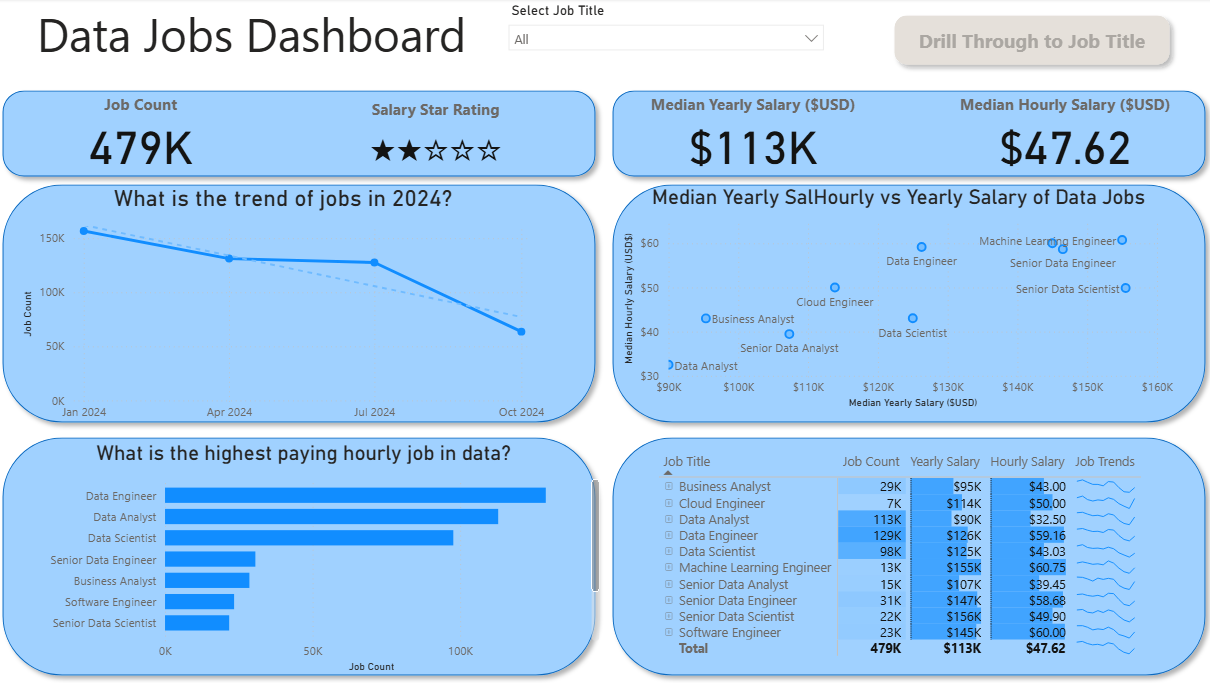 Data Jobs Dashboard
Select Job Title
All
Drill Through to Job Title
Job Count
479K
Salary Star Rating
★★☆☆☆
Median Yearly Salary ($USD)
$113K
Median Hourly Salary ($USD)
$47.62
What is the trend of jobs in 2024?
Job Count
150K
100K
50K
0K
Jan 2024
Apr 2024
Jul 2024
Oct 2024
Median Yearly SalHourly vs Yearly Salary of Data Jobs
Median Hourly Salary (USD$)
$60
$50
$40
$30
Machine Learning Engineer
Data Engineer
Senior Data Engineer
Senior Data Scientist
Cloud Engineer
Business Analyst
Data Scientist
Senior Data Analyst
Data Analyst
$90K $100K $110K $120K $130K $140K $150K $160K
Median Yearly Salary ($USD)
What is the highest paying hourly job in data?
Data Engineer
Data Analyst
Data Scientist
Senior Data Engineer
Business Analyst
Software Engineer
Senior Data Scientist
0K 50K 100K
Job Count
Job Title Job Count Yearly Salary Hourly Salary Job Trends
Business Analyst 29K $95K $43.00
Cloud Engineer 7K $114K $50.00
Data Analyst 113K $90K $32.50
Data Engineer 129K $126K $59.16
Data Scientist 98K $125K $43.03
Machine Learning Engineer 13K $155K $60.75
Senior Data Analyst 15K $107K $39.45
Senior Data Engineer 31K $147K $58.68
Senior Data Scientist 22K $156K $49.90
Software Engineer 23K $145K $60.00
Total 479K $113K $47.62